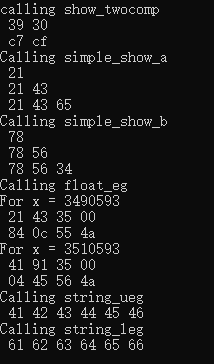 calling show_twocomp
39 30
c7 cf
Calling simple_show_a
21
21 43
21 43 65
Calling simple_show_b
78
78 56
78 56 34
Calling float_eg
For x = 3490593
21 43 35 00
84 0c 55 4a
For x = 3510593
41 91 35 00
04 45 56 4a
Calling string_ueg
41 42 43 44 45 46
Calling string_leg
61 62 63 64 65 66